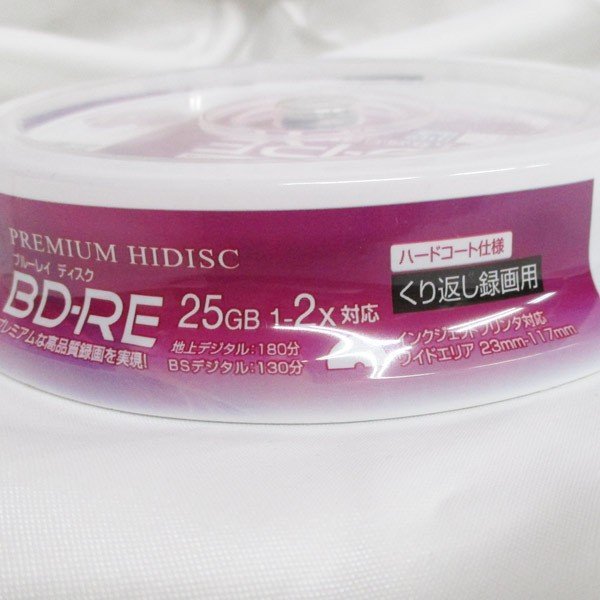 PREMIUM HIDISC
ブルーレイ ディスク
BD-RE
プレミアムな高品質録画を実現!
25GB 1-2x対応
地上デジタル:180分
BSデジタル:130分
ハードコート仕様
くり返し録画用
インクジェットプリンタ対応
ワイドエリア 23mm-117mm